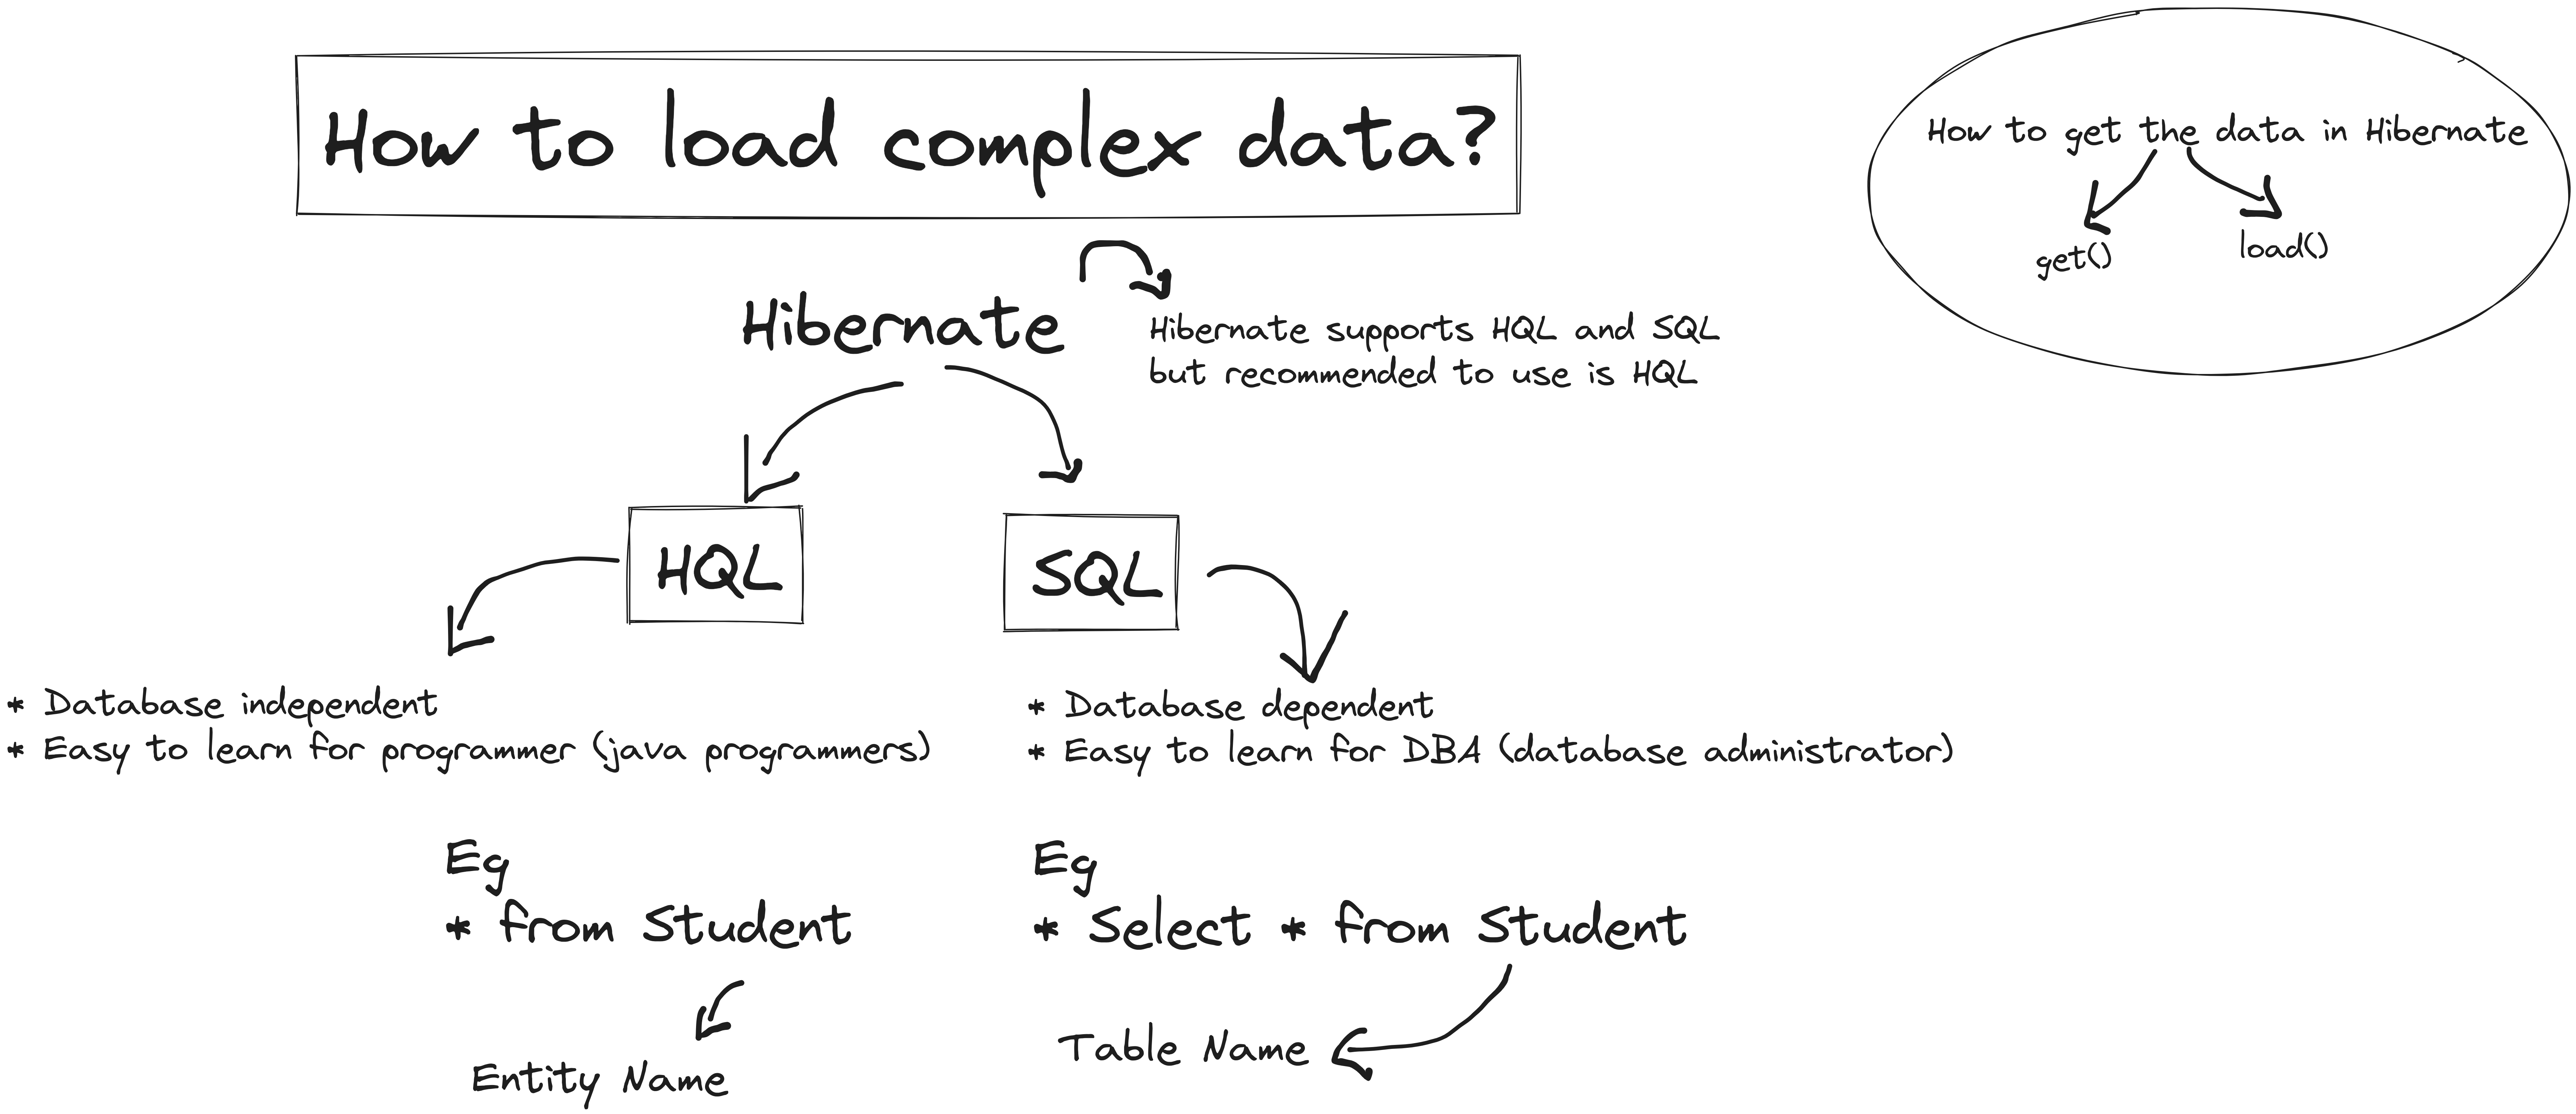 How to load complex data?
How to get the data in Hibernate
get()
load()
Hibernate
Hibernate supports HQL and SQL
but recommended to use is HQL
HQL
SQL
* Database independent
* Easy to learn for programmer (java programmers)
* Database dependent
* Easy to learn for DBA (database administrator)
Eg
* from Student
Entity Name
Eg
* Select * from Student
Table Name